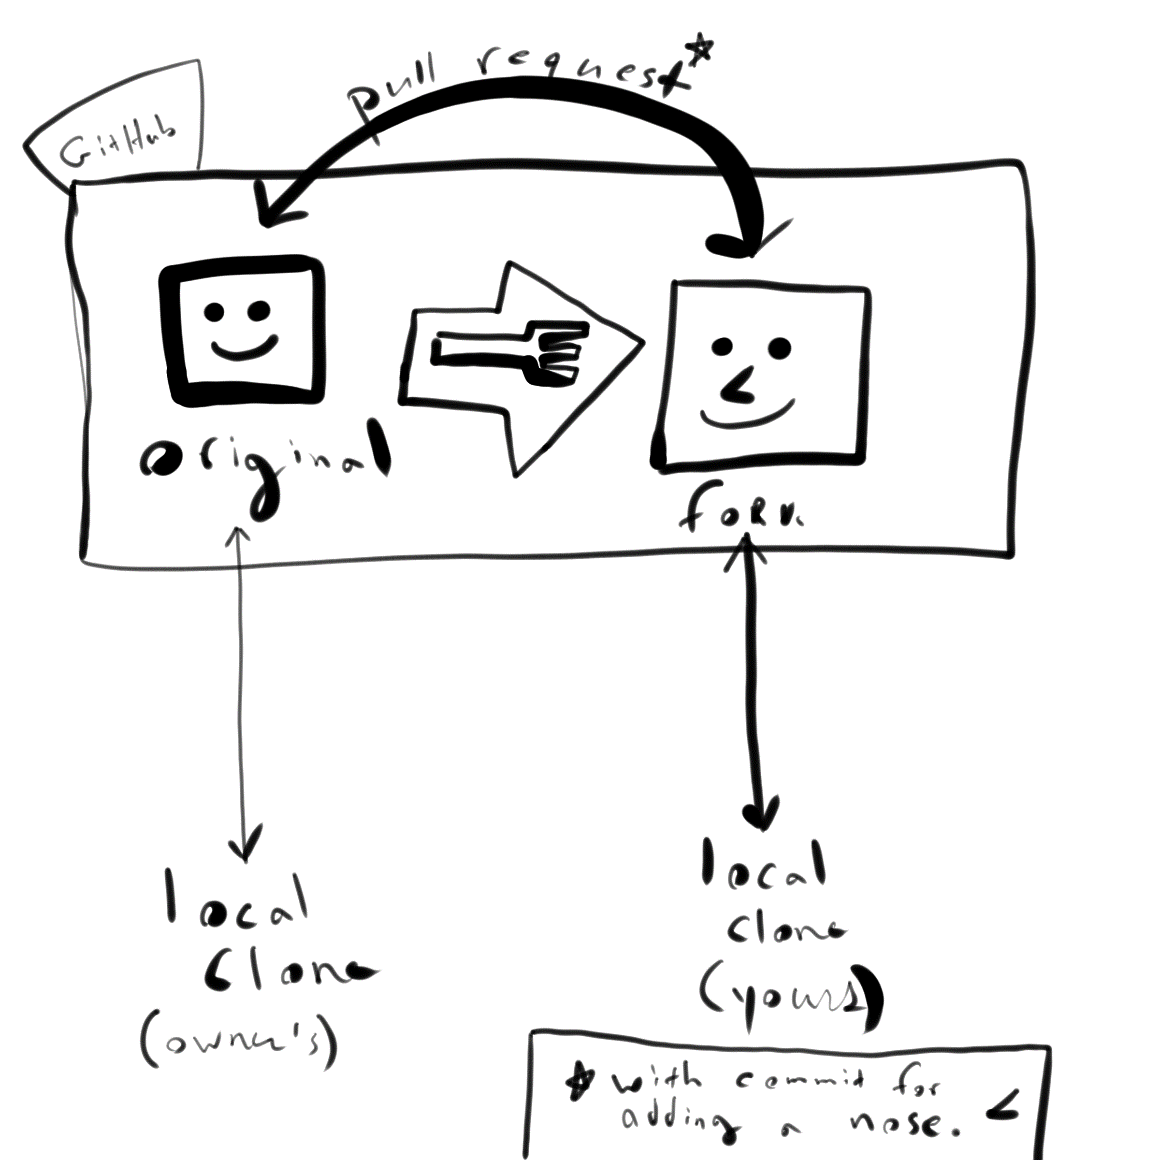 pull request*
GitHub
original
fork
local
clone
(owner's)
local
clone
(yours)
* with commit for
adding a nose.